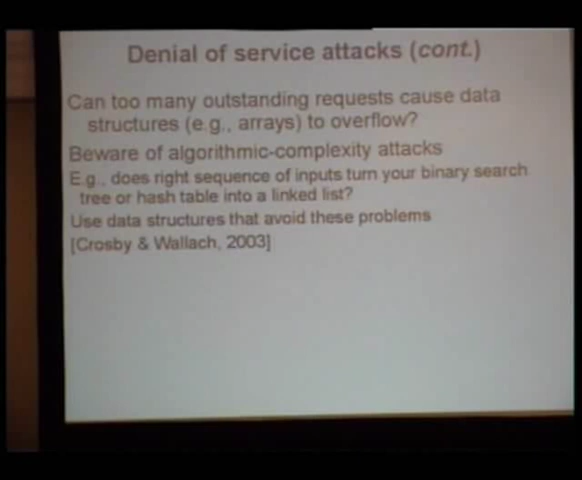 Denial of service attacks (cont.)
Can too many outstanding requests cause data
structures (e.g., arrays) to overflow?
Beware of algorithmic-complexity attacks
E.g., does right sequence of inputs turn your binary search
tree or hash table into a linked list?
Use data structures that avoid these problems
[Crosby & Wallach, 2003]